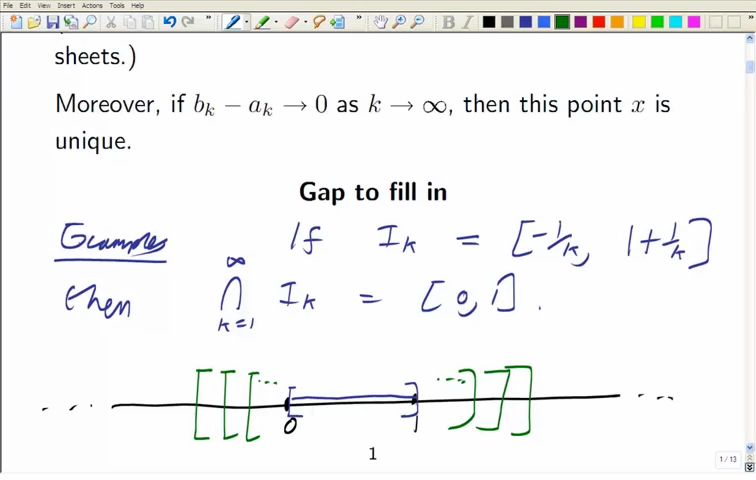 File Edit View Insert Actions Tools Help
sheets.)
Moreover, if b_k − a_k → 0 as k → ∞, then this point x is
unique.
Gap to fill in
Examples If I_k = [-1/k, 1+1/k]
then ∞ ⋂ k=1 I_k = [0, 1].
[ [ [ ... [ ] ... ] ] ]
... 0 1 ...
1
1 / 13